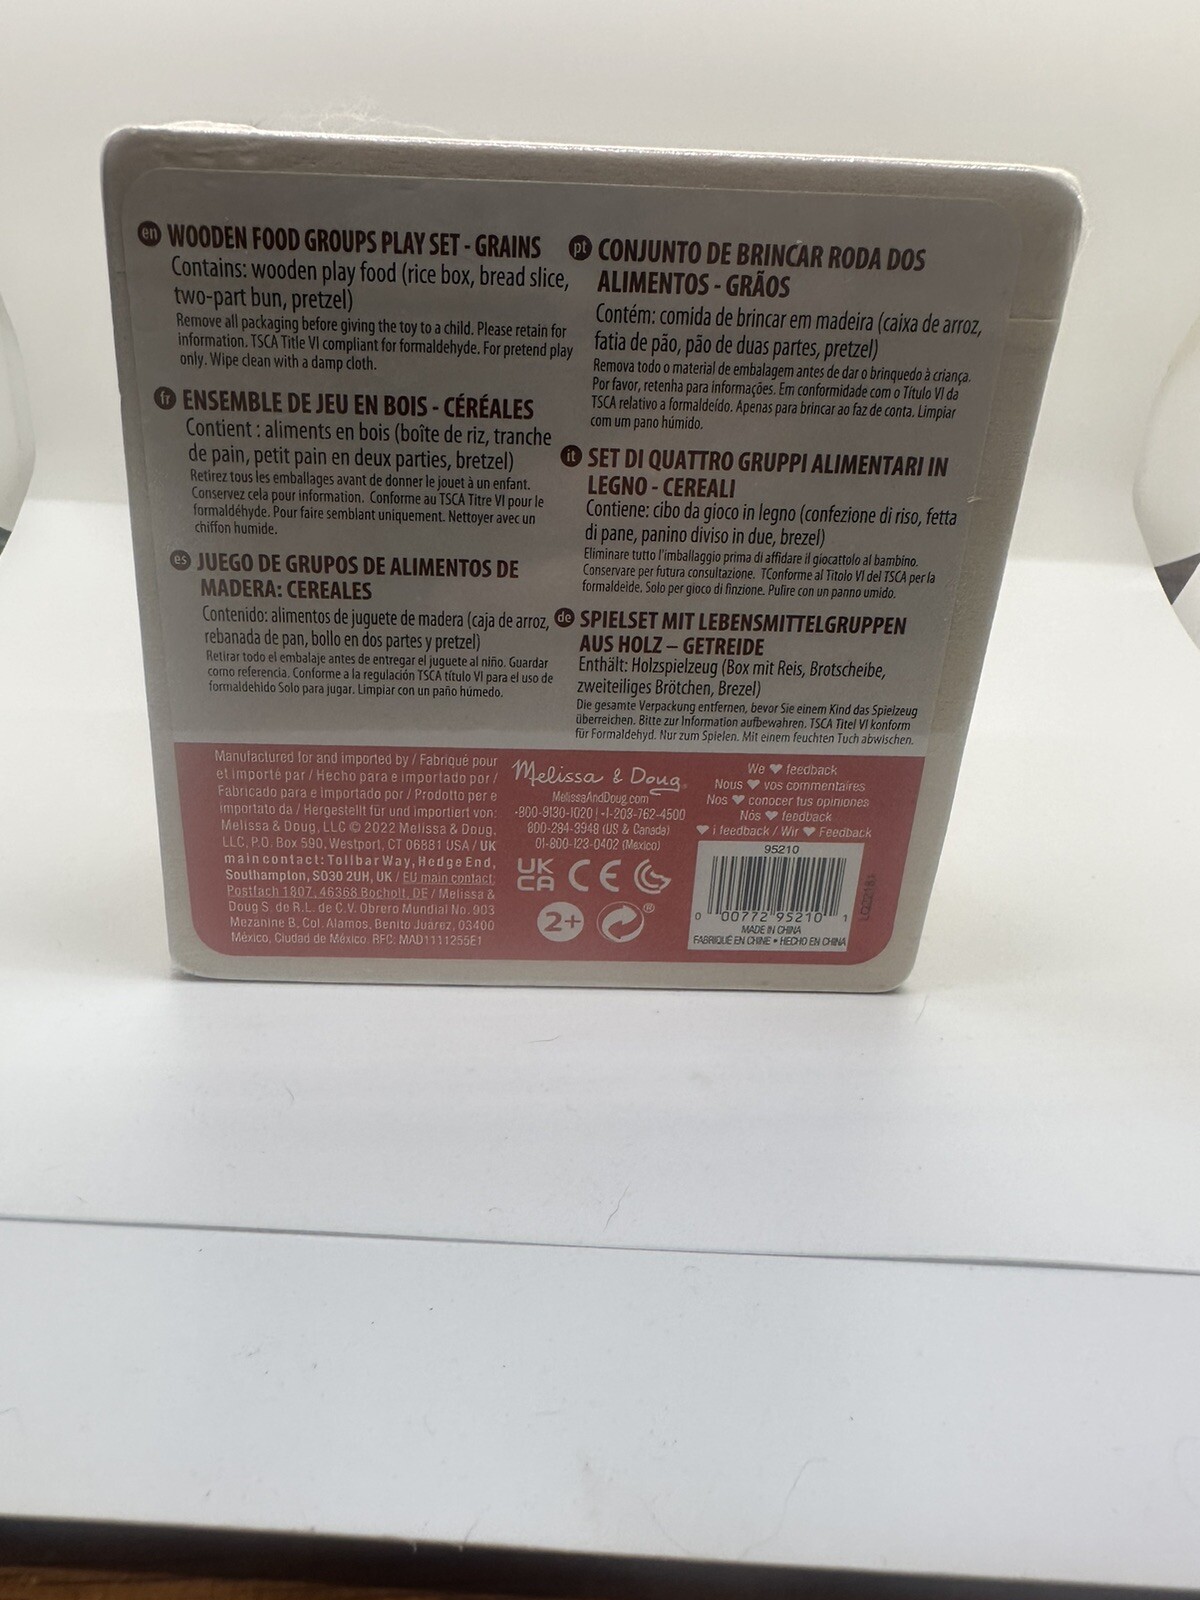 en WOODEN FOOD GROUPS PLAY SET - GRAINS
Contains: wooden play food (rice box, bread slice,
two-part bun, pretzel)
Remove all packaging before giving the toy to a child. Please retain for
information. TSCA Title VI compliant for formaldehyde. For pretend play
only. Wipe clean with a damp cloth.
fr ENSEMBLE DE JEU EN BOIS - CÉRÉALES
Contient : aliments en bois (boîte de riz, tranche
de pain, petit pain en deux parties, bretzel)
Retirez tous les emballages avant de donner le jouet à un enfant.
Conservez cela pour information. Conforme au TSCA Titre VI pour le
formaldéhyde. Pour faire semblant uniquement. Nettoyer avec un
chiffon humide.
es JUEGO DE GRUPOS DE ALIMENTOS DE
MADERA: CEREALES
Contenido: alimentos de juguete de madera (caja de arroz,
rebanada de pan, bollo en dos partes y pretzel)
Retirar todo el embalaje antes de entregar el juguete al niño. Guardar
como referencia. Conforme a la regulación TSCA título VI para el uso de
formaldehído Solo para jugar. Limpiar con un paño húmedo.
pt CONJUNTO DE BRINCAR RODA DOS
ALIMENTOS - GRÃOS
Contém: comida de brincar em madeira (caixa de arroz,
fatia de pão, pão de duas partes, pretzel)
Remova todo o material de embalagem antes de dar o brinquedo à criança.
Por favor, retenha para informações. Em conformidade com o Título VI da
TSCA relativo a formaldeído. Apenas para brincar ao faz de conta. Limpiar
com um pano húmido.
it SET DI QUATTRO GRUPPI ALIMENTARI IN
LEGNO - CEREALI
Contiene: cibo da gioco in legno (confezione di riso, fetta
di pane, panino diviso in due, brezel)
Eliminare tutto l'imballaggio prima di affidare il giocattolo al bambino.
Conservare per futura consultazione. TConforme al Titolo VI del TSCA per la
formaldeide. Solo per gioco di finzione. Pulire con un panno umido.
de SPIELSET MIT LEBENSMITTELGRUPPEN
AUS HOLZ – GETREIDE
Enthält: Holzspielzeug (Box mit Reis, Brotscheibe,
zweiteiliges Brötchen, Brezel)
Die gesamte Verpackung entfernen, bevor Sie einem Kind das Spielzeug
überreichen. Bitte zur Information aufbewahren. TSCA Titel VI konform
für Formaldehyd. Nur zum Spielen. Mit einem feuchten Tuch abwischen.
Manufactured for and imported by / Fabriqué pour
et importé par / Hecho para e importado por /
Fabricado para e importado por / Prodotto per e
importato da / Hergestellt für und importiert von:
Melissa & Doug, LLC © 2022 Melissa & Doug,
LLC, P.O. Box 590, Westport, CT 06881 USA / UK
main contact: Tollbar Way, Hedge End,
Southampton, SO30 2UH, UK / EU main contact:
Postfach 1807, 46368 Bocholt, DE / Melissa &
Doug S. de R.L. de C.V. Obrero Mundial No. 903
Mezanine B, Col. Alamos, Benito Juarez, 03400
México, Ciudad de México. RFC: MAD1111255E1
Melissa & Doug®
MelissaAndDoug.com
+800-9130-1020 | +1-203-762-4500
800-284-3948 (US & Canada)
01-800-123-0402 (Mexico)
UK
CA CE
2+ ®
We ♥ feedback
Nous ♥ vos commentaires
Nos ♥ conocer tus opiniones
Nós ♥ feedback
♥ i feedback / Wir ♥ Feedback
95210
0 00772 95210 1
MADE IN CHINA
FABRIQUÉ EN CHINE • HECHO EN CHINA